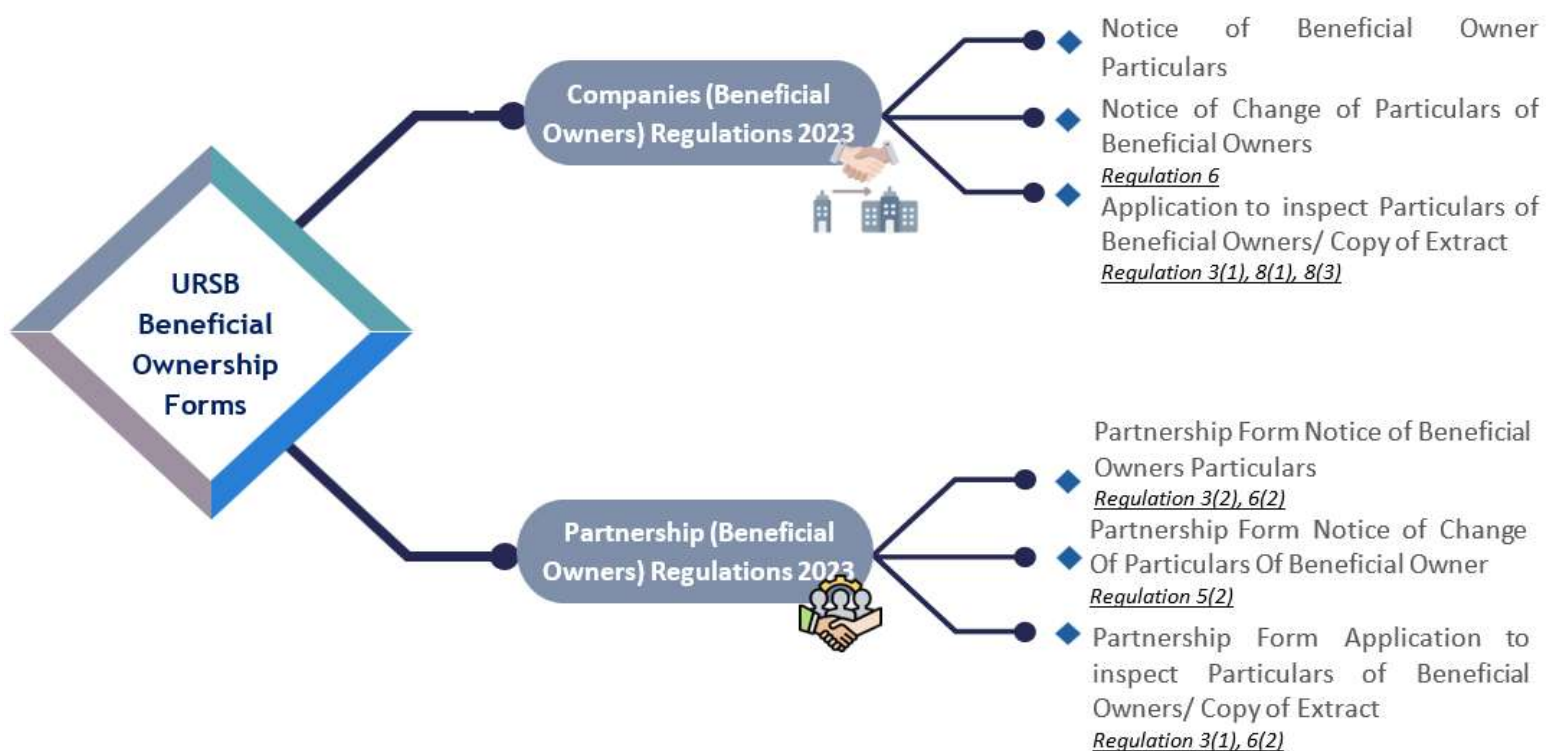 URSB
Beneficial
Ownership
Forms
Companies (Beneficial
Owners) Regulations 2023
Notice of Beneficial Owner
Particulars
Notice of Change of Particulars of
Beneficial Owners
Regulation 6
Application to inspect Particulars of
Beneficial Owners/ Copy of Extract
Regulation 3(1), 8(1), 8(3)
Partnership (Beneficial
Owners) Regulations 2023
Partnership Form Notice of Beneficial
Owners Particulars
Regulation 3(2), 6(2)
Partnership Form Notice of Change
Of Particulars Of Beneficial Owner
Regulation 5(2)
Partnership Form Application to
inspect Particulars of Beneficial
Owners/ Copy of Extract
Regulation 3(1), 6(2)